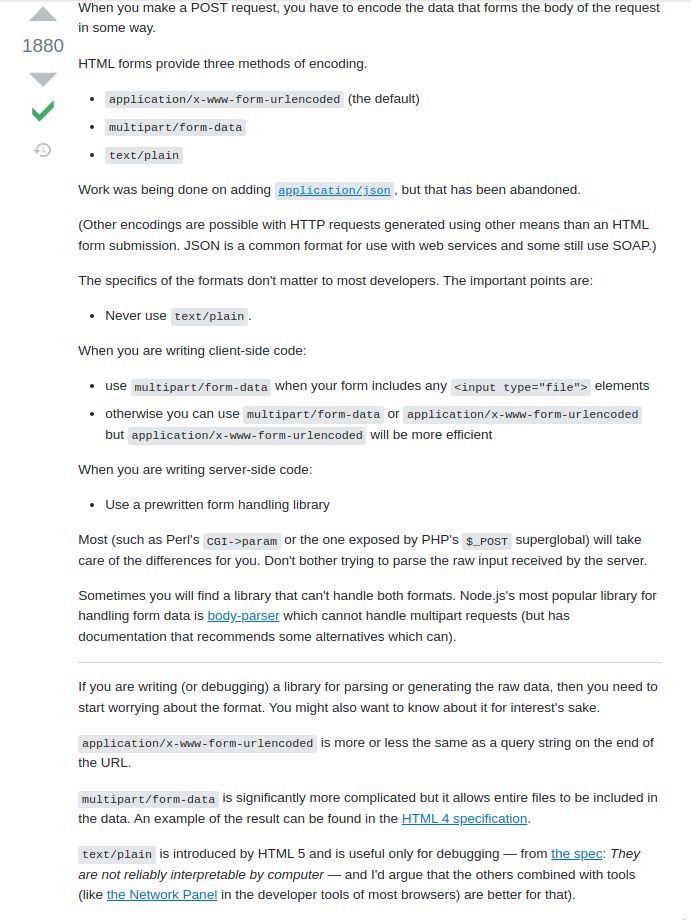 When you make a POST request, you have to encode the data that forms the body of the request
in some way.
1880
HTML forms provide three methods of encoding.
• application/x-www-form-urlencoded (the default)
• multipart/form-data
• text/plain
Work was being done on adding application/json, but that has been abandoned.
(Other encodings are possible with HTTP requests generated using other means than an HTML
form submission. JSON is a common format for use with web services and some still use SOAP.)
The specifics of the formats don't matter to most developers. The important points are:
• Never use text/plain.
When you are writing client-side code:
• use multipart/form-data when your form includes any <input type="file"> elements
• otherwise you can use multipart/form-data or application/x-www-form-urlencoded
but application/x-www-form-urlencoded will be more efficient
When you are writing server-side code:
• Use a prewritten form handling library
Most (such as Perl's CGI->param or the one exposed by PHP's $_POST superglobal) will take
care of the differences for you. Don't bother trying to parse the raw input received by the server.
Sometimes you will find a library that can't handle both formats. Node.js's most popular library for
handling form data is body-parser which cannot handle multipart requests (but has
documentation that recommends some alternatives which can).
If you are writing (or debugging) a library for parsing or generating the raw data, then you need to
start worrying about the format. You might also want to know about it for interest's sake.
application/x-www-form-urlencoded is more or less the same as a query string on the end of
the URL.
multipart/form-data is significantly more complicated but it allows entire files to be included in
the data. An example of the result can be found in the HTML 4 specification.
text/plain is introduced by HTML 5 and is useful only for debugging — from the spec: They
are not reliably interpretable by computer — and I'd argue that the others combined with tools
(like the Network Panel in the developer tools of most browsers) are better for that).